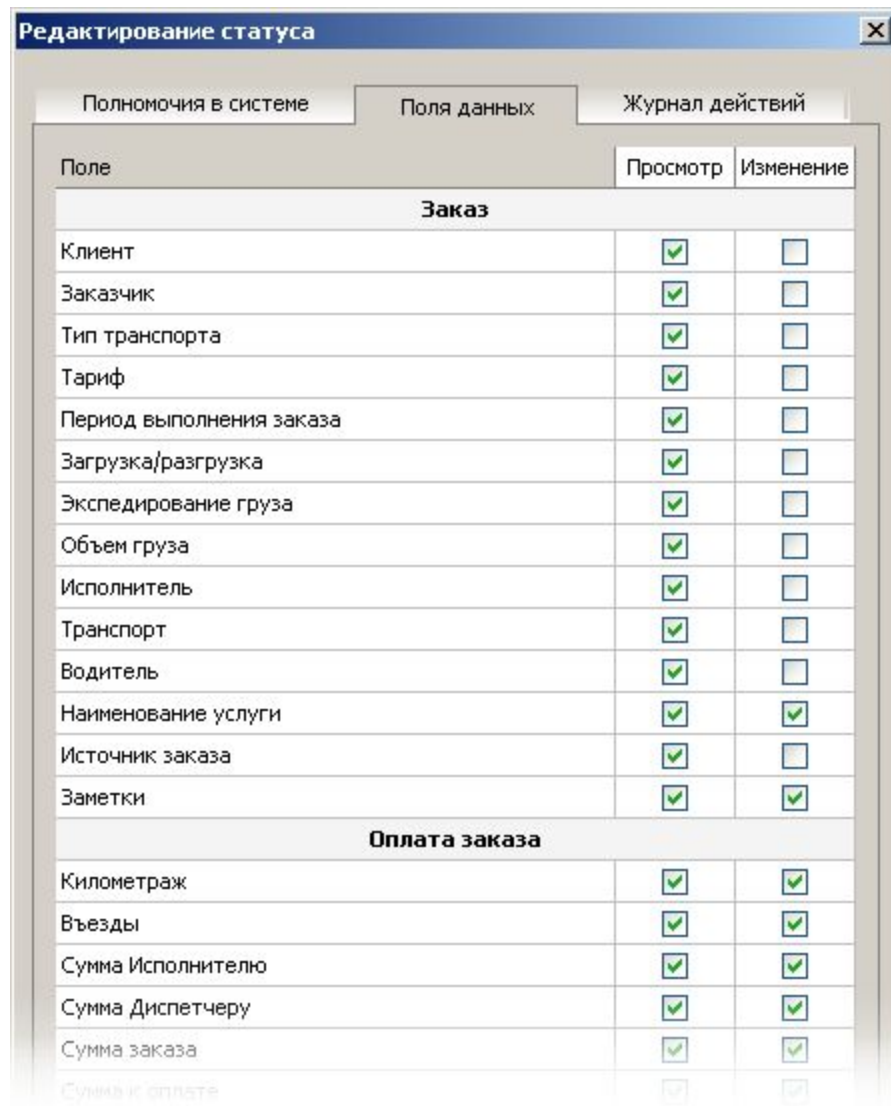 Редактирование статуса
Полномочия в системе Поля данных Журнал действий
Поле Просмотр Изменение
Заказ
Клиент
Заказчик
Тип транспорта
Тариф
Период выполнения заказа
Загрузка/разгрузка
Экспедирование груза
Объем груза
Исполнитель
Транспорт
Водитель
Наименование услуги
Источник заказа
Заметки
Оплата заказа
Километраж
Въезды
Сумма Исполнителю
Сумма Диспетчеру
Сумма заказа
Сумма к оплате